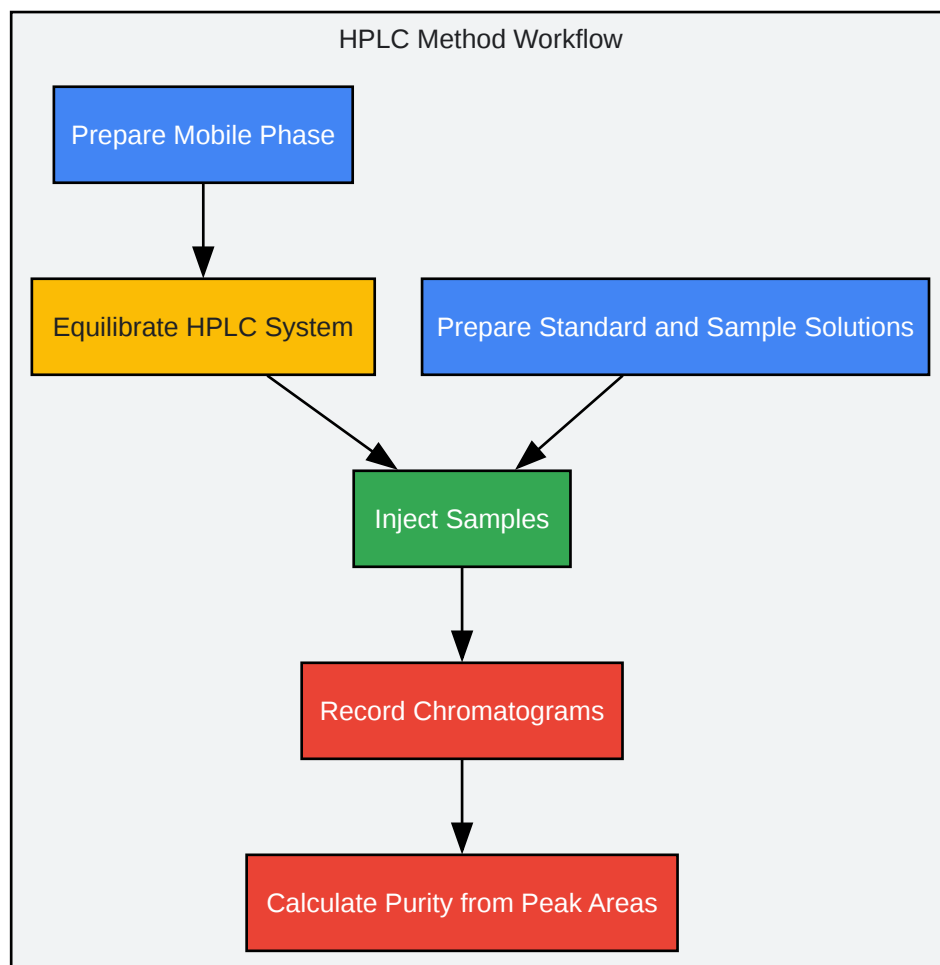 HPLC Method Workflow
Prepare Mobile Phase
Equilibrate HPLC System
Prepare Standard and Sample Solutions
Inject Samples
Record Chromatograms
Calculate Purity from Peak Areas